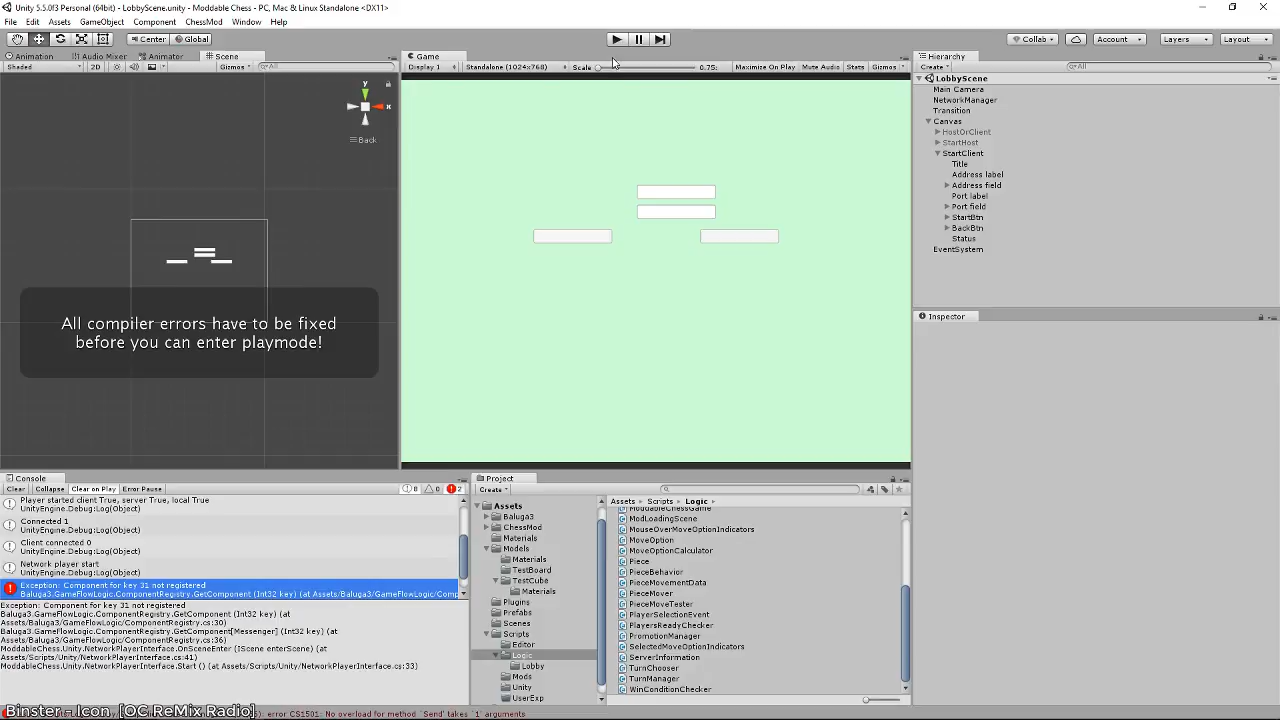 Unity 5.5.0f3 Personal (64bit) - LobbyScene.unity - Moddable Chess - PC, Mac & Linux Standalone <DX11>
File Edit Assets GameObject Component ChessMod Window Help
Center Global
Collab Account Layers Layout
Animation Audio Mixer Animator Scene
Shaded 2D Gizmos All
Game
Display 1 Standalone (1024x768) Scale 0.75: Maximize On Play Mute Audio Stats Gizmos
Hierarchy
Create All
LobbyScene
Main Camera
NetworkManager
Transition
Canvas
HostOrClient
StartHost
StartClient
Title
Address label
Address field
Port label
Port field
StartBtn
BackBtn
Status
EventSystem
Inspector
y
x
Back
All compiler errors have to be fixed
before you can enter playmode!
Console
Clear Collapse Clear on Play Error Pause 8 0 2
Player started client True, server True, local True
UnityEngine.Debug:Log(Object)
Connected 1
UnityEngine.Debug:Log(Object)
Client connected 0
UnityEngine.Debug:Log(Object)
Network player start
UnityEngine.Debug:Log(Object)
Exception: Component for key 31 not registered
Baluga3.GameFlowLogic.ComponentRegistry.GetComponent (Int32 key) (at Assets/Baluga3/GameFlowLogic/Comp
Exception: Component for key 31 not registered
Baluga3.GameFlowLogic.ComponentRegistry.GetComponent (Int32 key) (at
Assets/Baluga3/GameFlowLogic/ComponentRegistry.cs:30)
Baluga3.GameFlowLogic.ComponentRegistry.GetComponent[Messenger] (Int32 key) (at
Assets/Baluga3/GameFlowLogic/ComponentRegistry.cs:36)
ModdableChess.Unity.NetworkPlayerInterface.OnSceneEnter (IScene enterScene) (at
Assets/Scripts/Unity/NetworkPlayerInterface.cs:41)
ModdableChess.Unity.NetworkPlayerInterface.Start () (at Assets/Scripts/Unity/NetworkPlayerInterface.cs:33)
Project
Create
Assets
Baluga3
ChessMod
Materials
Models
Materials
TestBoard
TestCube
Materials
Plugins
Prefabs
Scenes
Scripts
Editor
Logic
Lobby
Mods
Unity
UserExp
Assets Scripts Logic
ModdableChessGame
ModLoadingScene
MouseOverMoveOptionIndicators
MoveOption
MoveOptionCalculator
Piece
PieceBehavior
PieceMovementData
PieceMover
PieceMoveTester
PlayerSelectionEvent
PlayersReadyChecker
PromotionManager
SelectedMoveOptionIndicators
ServerInformation
TurnChooser
TurnManager
WinConditionChecker
Binster - Icon [OC ReMix Radio]
error CS1501: No overload for method `Send' takes `1' arguments